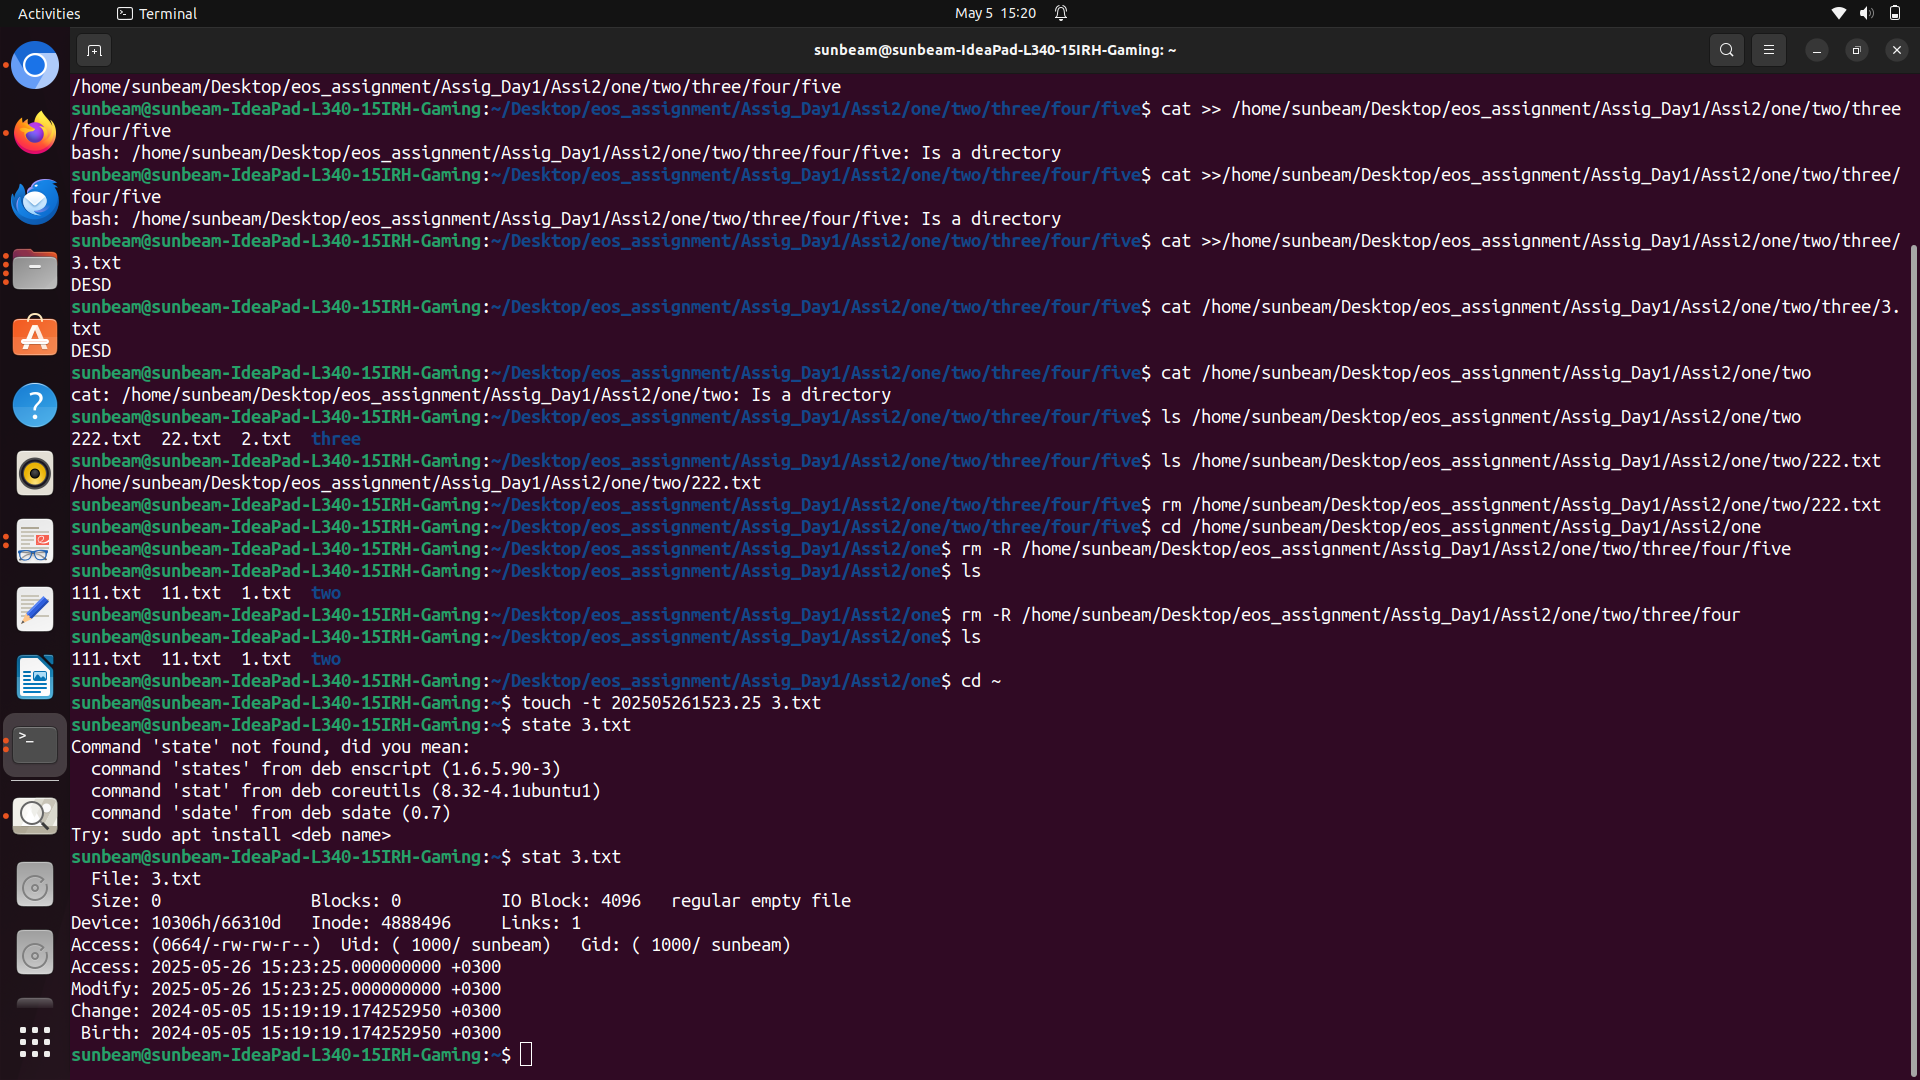 Activities
Terminal
May 5 15:20
sunbeam@sunbeam-IdeaPad-L340-15IRH-Gaming: ~
/home/sunbeam/Desktop/eos_assignment/Assig_Day1/Assi2/one/two/three/four/five
sunbeam@sunbeam-IdeaPad-L340-15IRH-Gaming:~/Desktop/eos_assignment/Assig_Day1/Assi2/one/two/three/four/five$ cat >> /home/sunbeam/Desktop/eos_assignment/Assig_Day1/Assi2/one/two/three
/four/five
bash: /home/sunbeam/Desktop/eos_assignment/Assig_Day1/Assi2/one/two/three/four/five: Is a directory
sunbeam@sunbeam-IdeaPad-L340-15IRH-Gaming:~/Desktop/eos_assignment/Assig_Day1/Assi2/one/two/three/four/five$ cat >>/home/sunbeam/Desktop/eos_assignment/Assig_Day1/Assi2/one/two/three/
four/five
bash: /home/sunbeam/Desktop/eos_assignment/Assig_Day1/Assi2/one/two/three/four/five: Is a directory
sunbeam@sunbeam-IdeaPad-L340-15IRH-Gaming:~/Desktop/eos_assignment/Assig_Day1/Assi2/one/two/three/four/five$ cat >>/home/sunbeam/Desktop/eos_assignment/Assig_Day1/Assi2/one/two/three/
3.txt
DESD
sunbeam@sunbeam-IdeaPad-L340-15IRH-Gaming:~/Desktop/eos_assignment/Assig_Day1/Assi2/one/two/three/four/five$ cat /home/sunbeam/Desktop/eos_assignment/Assig_Day1/Assi2/one/two/three/3.
txt
DESD
sunbeam@sunbeam-IdeaPad-L340-15IRH-Gaming:~/Desktop/eos_assignment/Assig_Day1/Assi2/one/two/three/four/five$ cat /home/sunbeam/Desktop/eos_assignment/Assig_Day1/Assi2/one/two
cat: /home/sunbeam/Desktop/eos_assignment/Assig_Day1/Assi2/one/two: Is a directory
sunbeam@sunbeam-IdeaPad-L340-15IRH-Gaming:~/Desktop/eos_assignment/Assig_Day1/Assi2/one/two/three/four/five$ ls /home/sunbeam/Desktop/eos_assignment/Assig_Day1/Assi2/one/two
222.txt  22.txt  2.txt  three
sunbeam@sunbeam-IdeaPad-L340-15IRH-Gaming:~/Desktop/eos_assignment/Assig_Day1/Assi2/one/two/three/four/five$ ls /home/sunbeam/Desktop/eos_assignment/Assig_Day1/Assi2/one/two/222.txt
/home/sunbeam/Desktop/eos_assignment/Assig_Day1/Assi2/one/two/222.txt
sunbeam@sunbeam-IdeaPad-L340-15IRH-Gaming:~/Desktop/eos_assignment/Assig_Day1/Assi2/one/two/three/four/five$ rm /home/sunbeam/Desktop/eos_assignment/Assig_Day1/Assi2/one/two/222.txt
sunbeam@sunbeam-IdeaPad-L340-15IRH-Gaming:~/Desktop/eos_assignment/Assig_Day1/Assi2/one/two/three/four/five$ cd /home/sunbeam/Desktop/eos_assignment/Assig_Day1/Assi2/one
sunbeam@sunbeam-IdeaPad-L340-15IRH-Gaming:~/Desktop/eos_assignment/Assig_Day1/Assi2/one$ rm -R /home/sunbeam/Desktop/eos_assignment/Assig_Day1/Assi2/one/two/three/four/five
sunbeam@sunbeam-IdeaPad-L340-15IRH-Gaming:~/Desktop/eos_assignment/Assig_Day1/Assi2/one$ ls
111.txt  11.txt  1.txt  two
sunbeam@sunbeam-IdeaPad-L340-15IRH-Gaming:~/Desktop/eos_assignment/Assig_Day1/Assi2/one$ rm -R /home/sunbeam/Desktop/eos_assignment/Assig_Day1/Assi2/one/two/three/four
sunbeam@sunbeam-IdeaPad-L340-15IRH-Gaming:~/Desktop/eos_assignment/Assig_Day1/Assi2/one$ ls
111.txt  11.txt  1.txt  two
sunbeam@sunbeam-IdeaPad-L340-15IRH-Gaming:~/Desktop/eos_assignment/Assig_Day1/Assi2/one$ cd ~
sunbeam@sunbeam-IdeaPad-L340-15IRH-Gaming:~$ touch -t 202505261523.25 3.txt
sunbeam@sunbeam-IdeaPad-L340-15IRH-Gaming:~$ state 3.txt
Command 'state' not found, did you mean:
  command 'states' from deb enscript (1.6.5.90-3)
  command 'stat' from deb coreutils (8.32-4.1ubuntu1)
  command 'sdate' from deb sdate (0.7)
Try: sudo apt install <deb name>
sunbeam@sunbeam-IdeaPad-L340-15IRH-Gaming:~$ stat 3.txt
  File: 3.txt
  Size: 0               Blocks: 0          IO Block: 4096   regular empty file
Device: 10306h/66310d   Inode: 4888496     Links: 1
Access: (0664/-rw-rw-r--)  Uid: ( 1000/ sunbeam)   Gid: ( 1000/ sunbeam)
Access: 2025-05-26 15:23:25.000000000 +0300
Modify: 2025-05-26 15:23:25.000000000 +0300
Change: 2024-05-05 15:19:19.174252950 +0300
 Birth: 2024-05-05 15:19:19.174252950 +0300
sunbeam@sunbeam-IdeaPad-L340-15IRH-Gaming:~$